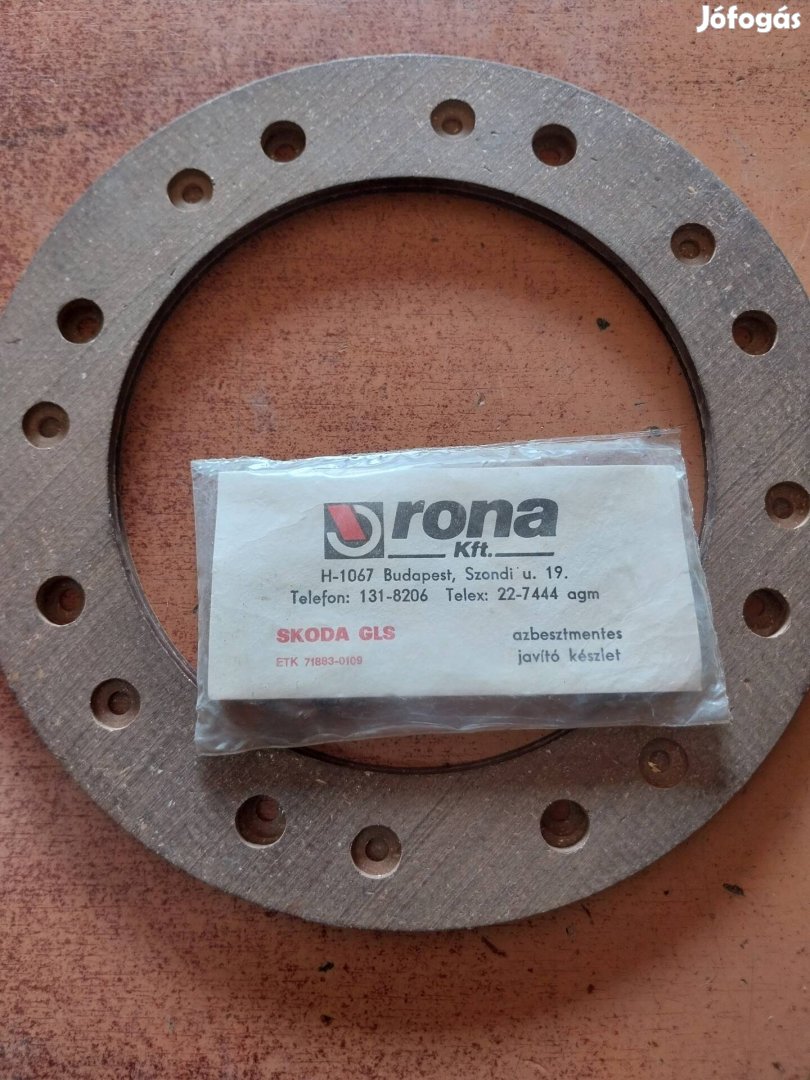 Jófogás
rona
Kft.
H-1067 Budapest, Szondi u. 19.
Telefon: 131-8206 Telex: 22-7444 agm
SKODA GLS azbesztmentes
ETK 71883-0109 javító készlet